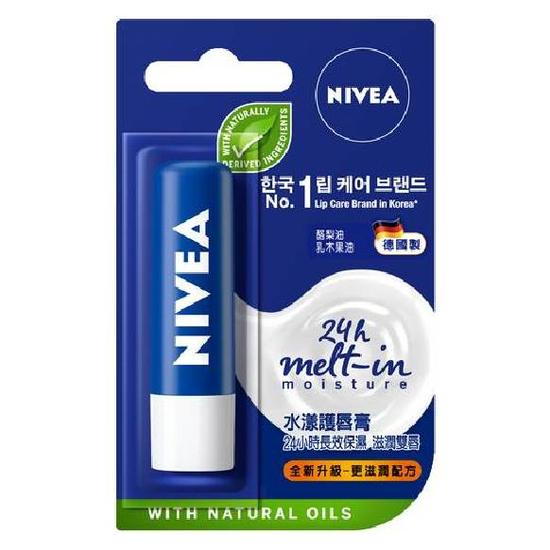 NIVEA
WITH NATURALLY
DERIVED INGREDIENTS
한국 1 립 케어 브랜드
No. Lip Care Brand in Korea*
酪梨油
乳木果油
德國製
NIVEA
24h
melt-in
moisture
水漾護唇膏
24小時長效保濕 滋潤雙唇
全新升級-更滋潤配方
WITH NATURAL OILS